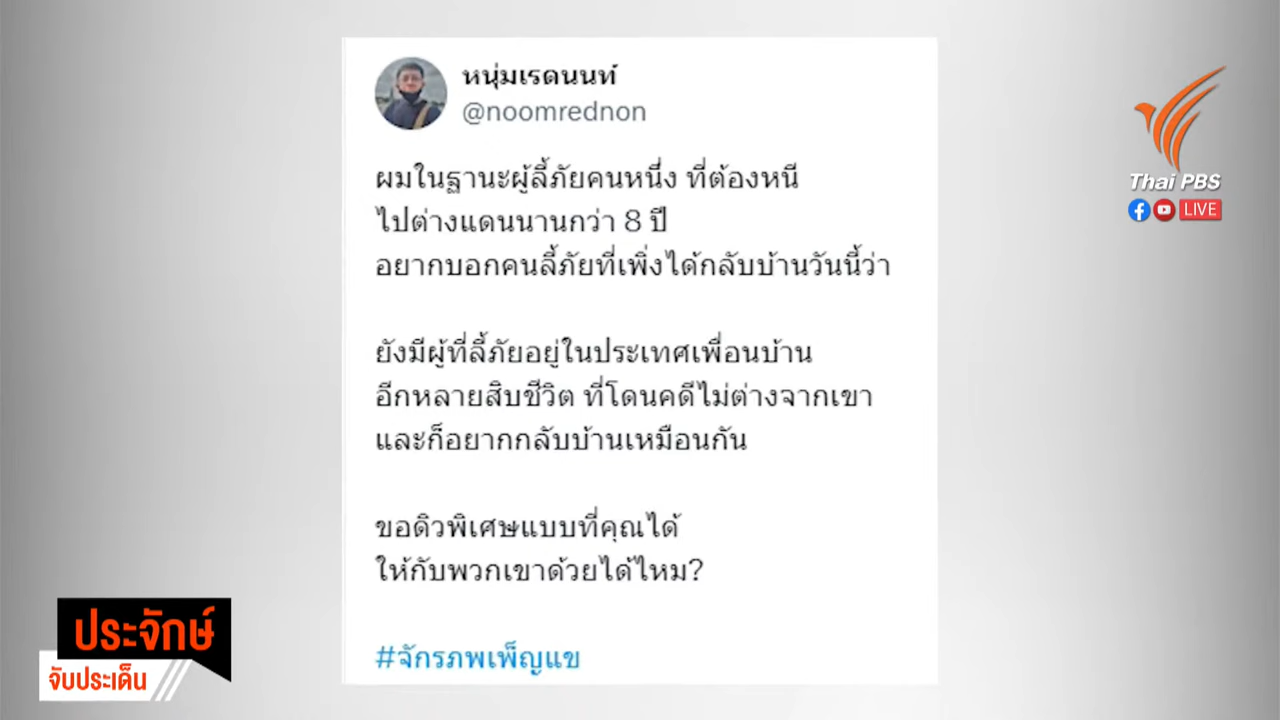 หนุ่มเรดนนท์
@noomrednon
ผมในฐานะผู้ลี้ภัยคนหนึ่ง ที่ต้องหนี
ไปต่างแดนนานกว่า 8 ปี
อยากบอกคนลี้ภัยที่เพิ่งได้กลับบ้านวันนี้ว่า
ยังมีผู้ที่ลี้ภัยอยู่ในประเทศเพื่อนบ้าน
อีกหลายสิบชีวิต ที่โดนคดีไม่ต่างจากเขา
และก็อยากกลับบ้านเหมือนกัน
ขอดิวพิเศษแบบที่คุณได้
ให้กับพวกเขาด้วยได้ไหม?
#จักรภพเพ็ญแข
Thai PBS
LIVE
ประจักษ์
จับประเด็น